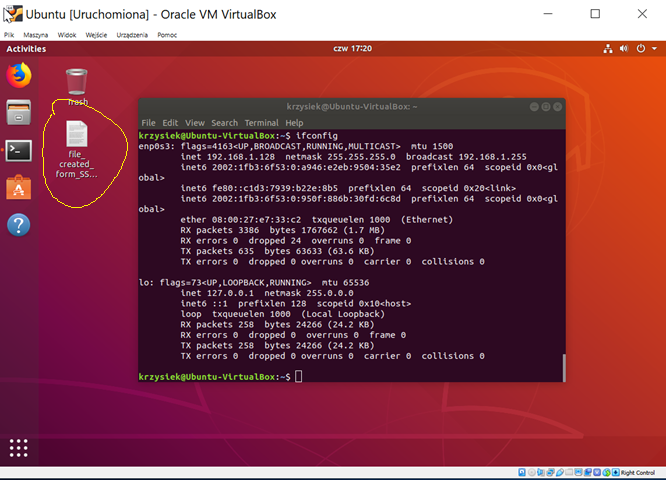 Ubuntu [Uruchomiona] - Oracle VM VirtualBox
Plik Maszyna Widok Wejście Urządzenia Pomoc
Activities czw 17:20
Trash
file_
created_
form_SS...
krzysiek@Ubuntu-VirtualBox: ~
File Edit View Search Terminal Help
krzysiek@Ubuntu-VirtualBox:~$ ifconfig
enp0s3: flags=4163<UP,BROADCAST,RUNNING,MULTICAST> mtu 1500
inet 192.168.1.128 netmask 255.255.255.0 broadcast 192.168.1.255
inet6 2002:1fb3:6f53:0:a946:e2eb:9504:35e2 prefixlen 64 scopeid 0x0<gl
obal>
inet6 fe80::c1d3:7939:b22e:8b5 prefixlen 64 scopeid 0x20<link>
inet6 2002:1fb3:6f53:0:950f:886b:30fd:6c8d prefixlen 64 scopeid 0x0<gl
obal>
ether 08:00:27:e7:33:c2 txqueuelen 1000 (Ethernet)
RX packets 3386 bytes 1767662 (1.7 MB)
RX errors 0 dropped 24 overruns 0 frame 0
TX packets 635 bytes 63633 (63.6 KB)
TX errors 0 dropped 0 overruns 0 carrier 0 collisions 0
lo: flags=73<UP,LOOPBACK,RUNNING> mtu 65536
inet 127.0.0.1 netmask 255.0.0.0
inet6 ::1 prefixlen 128 scopeid 0x10<host>
loop txqueuelen 1000 (Local Loopback)
RX packets 258 bytes 24266 (24.2 KB)
RX errors 0 dropped 0 overruns 0 frame 0
TX packets 258 bytes 24266 (24.2 KB)
TX errors 0 dropped 0 overruns 0 carrier 0 collisions 0
krzysiek@Ubuntu-VirtualBox:~$
Right Control